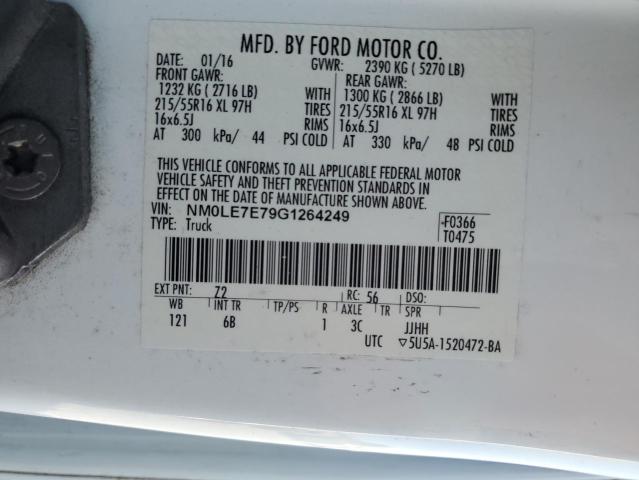 MFD. BY FORD MOTOR CO.
DATE: 01/16 GVWR: 2390 KG ( 5270 LB)
FRONT GAWR: REAR GAWR:
1232 KG ( 2716 LB) WITH 1300 KG ( 2866 LB) WITH
215/55R16 XL 97H TIRES 215/55R16 XL 97H TIRES
16x6.5J RIMS 16x6.5J RIMS
AT 300 kPa/ 44 PSI COLD AT 330 kPa/ 48 PSI COLD
THIS VEHICLE CONFORMS TO ALL APPLICABLE FEDERAL MOTOR
VEHICLE SAFETY AND THEFT PREVENTION STANDARDS IN
EFFECT ON THE DATE OF MANUFACTURE SHOWN ABOVE.
VIN: NM0LE7E79G1264249 -F0366
TYPE: Truck T0475
EXT PNT: Z2 RC: 56 DSO:
WB INT TR TP/PS R AXLE TR SPR
121 6B 1 3C JJHH
UTC ▽5U5A-1520472-BA